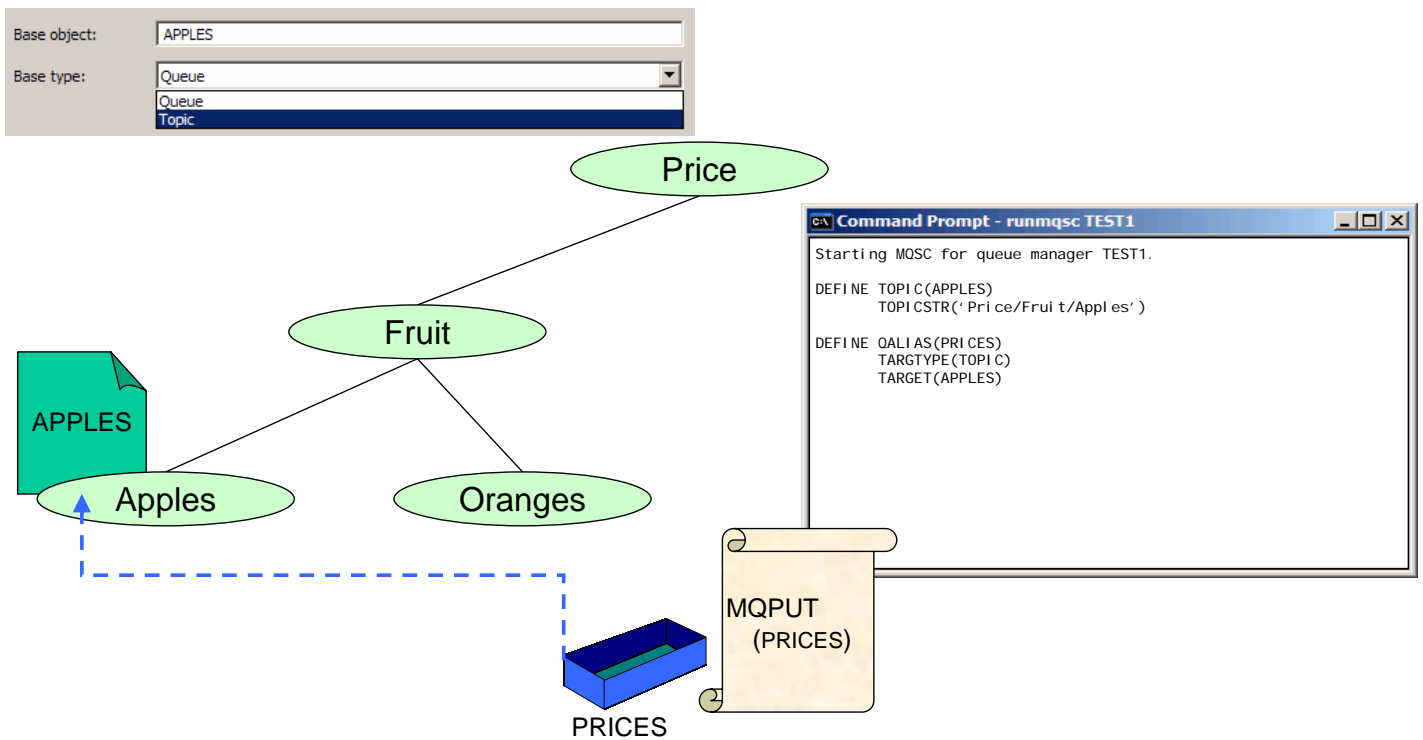 Base object: APPLES
Base type: Queue
Queue
Topic
Price
Fruit
APPLES
Apples
Oranges
C:\ Command Prompt - runmqsc TEST1
Starting MQSC for queue manager TEST1.
DEFINE TOPIC(APPLES)
TOPICSTR(‘Price/Fruit/Apples’)
DEFINE QALIAS(PRICES)
TARGTYPE(TOPIC)
TARGET(APPLES)
MQPUT
(PRICES)
PRICES